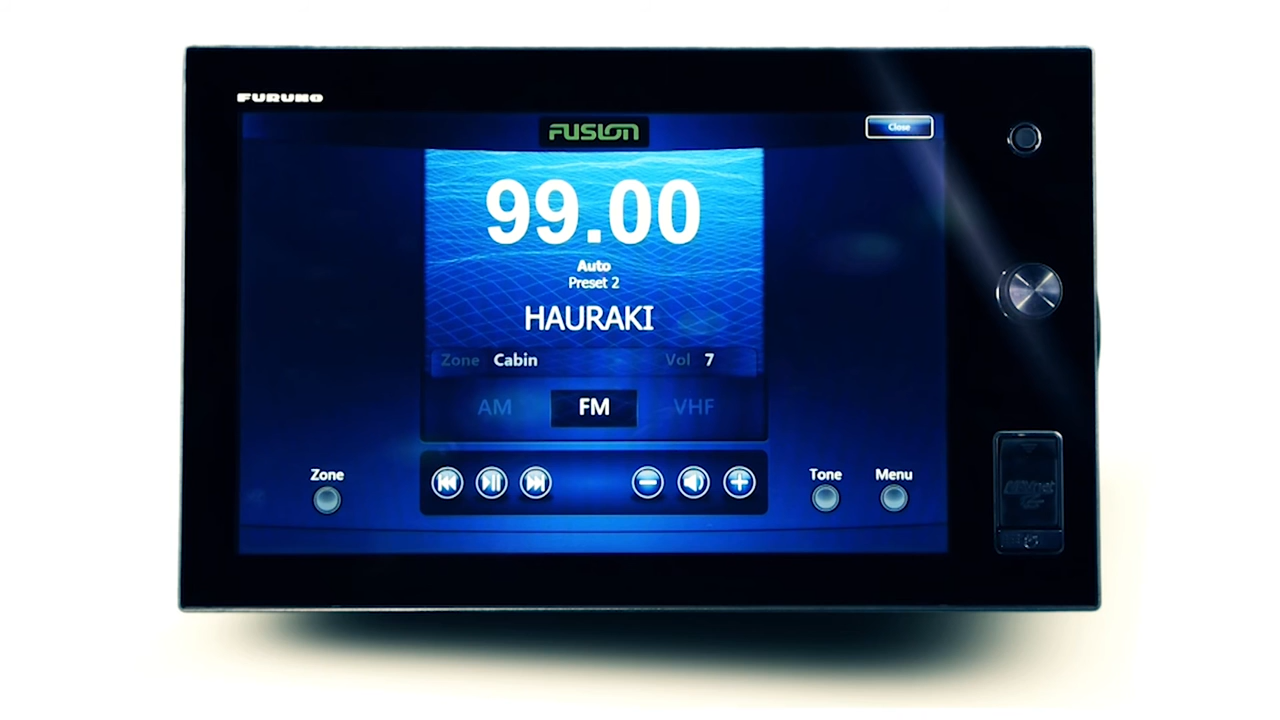 FURUNO
FUSION
Close
99.00
Auto
Preset 2
HAURAKI
Zone Cabin Vol 7
AM FM VHF
Zone
Tone
Menu